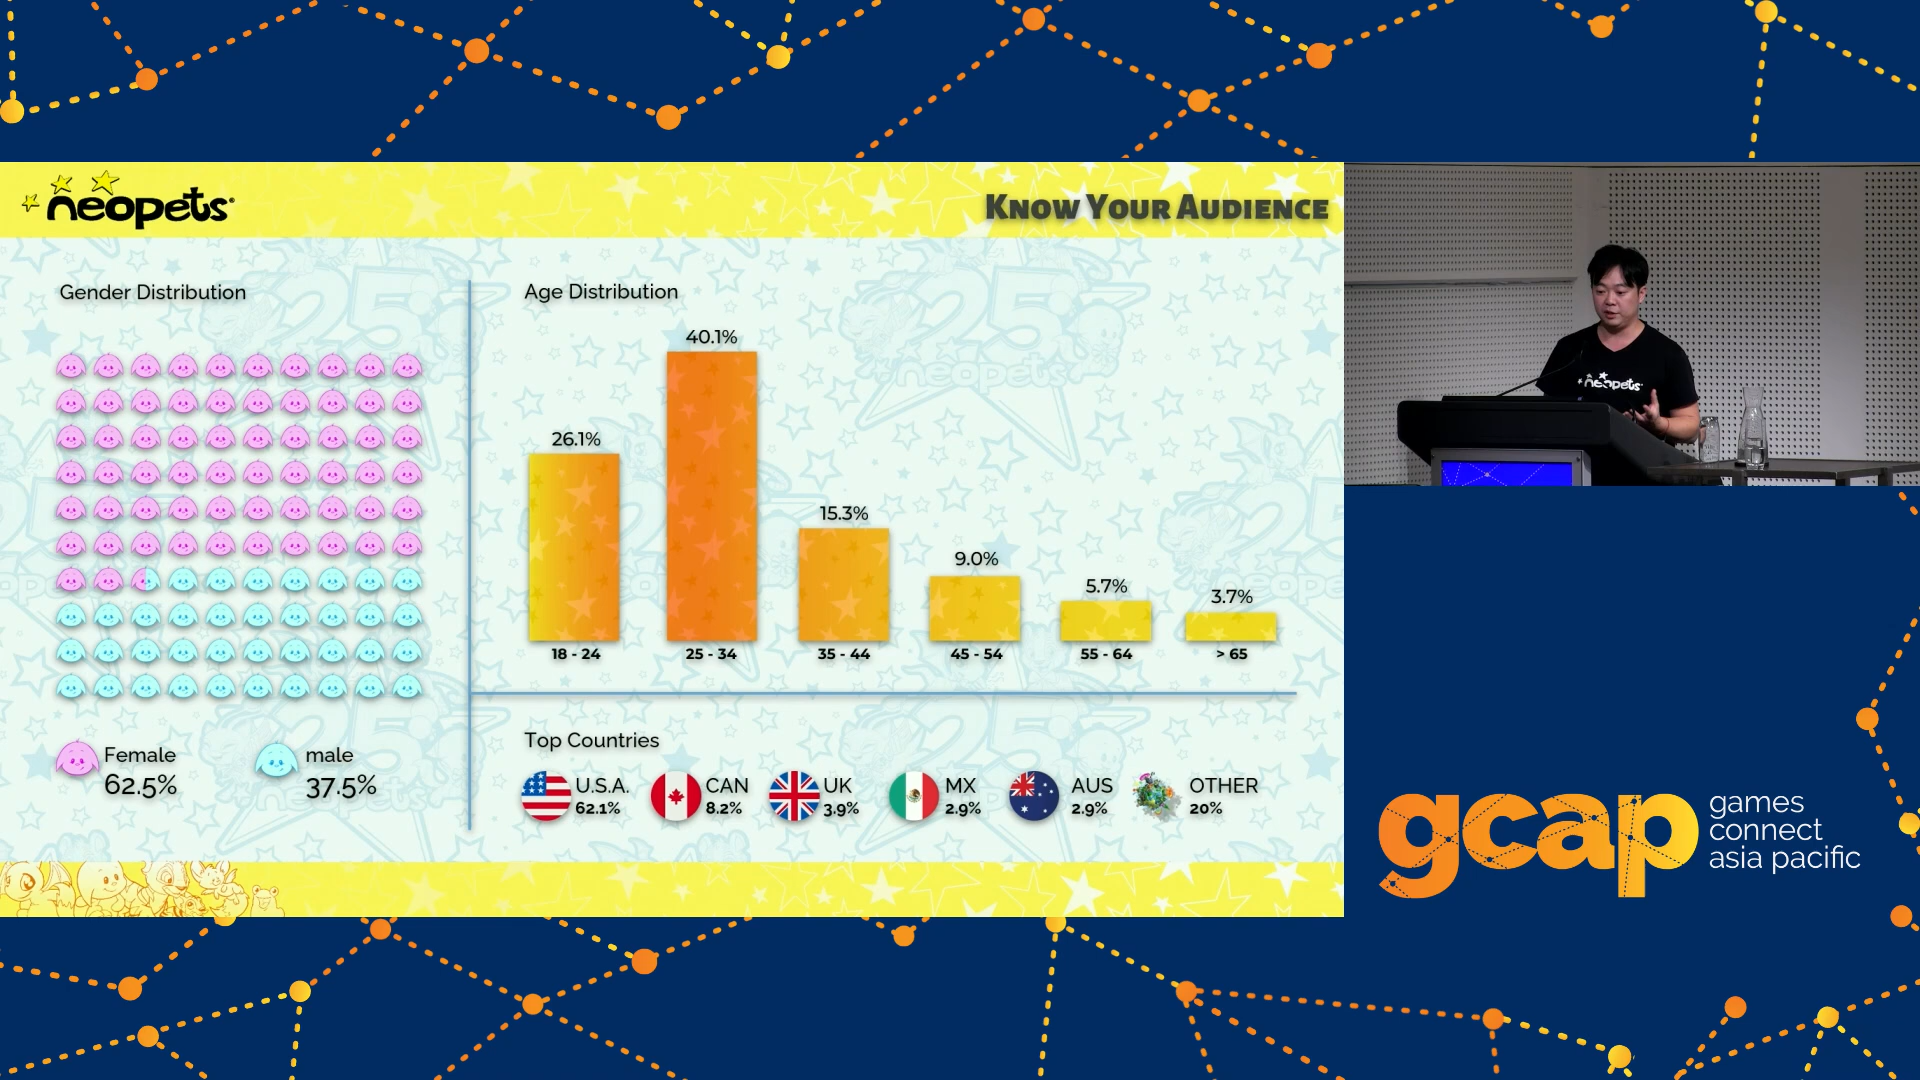 neopets
KNOW YOUR AUDIENCE
Gender Distribution
Female
62.5%
male
37.5%
Age Distribution
26.1%
40.1%
15.3%
9.0%
5.7%
3.7%
18 - 24
25 - 34
35 - 44
45 - 54
55 - 64
> 65
Top Countries
U.S.A.
62.1%
CAN
8.2%
UK
3.9%
MX
2.9%
AUS
2.9%
OTHER
20%
neopets
gcap
games
connect
asia pacific